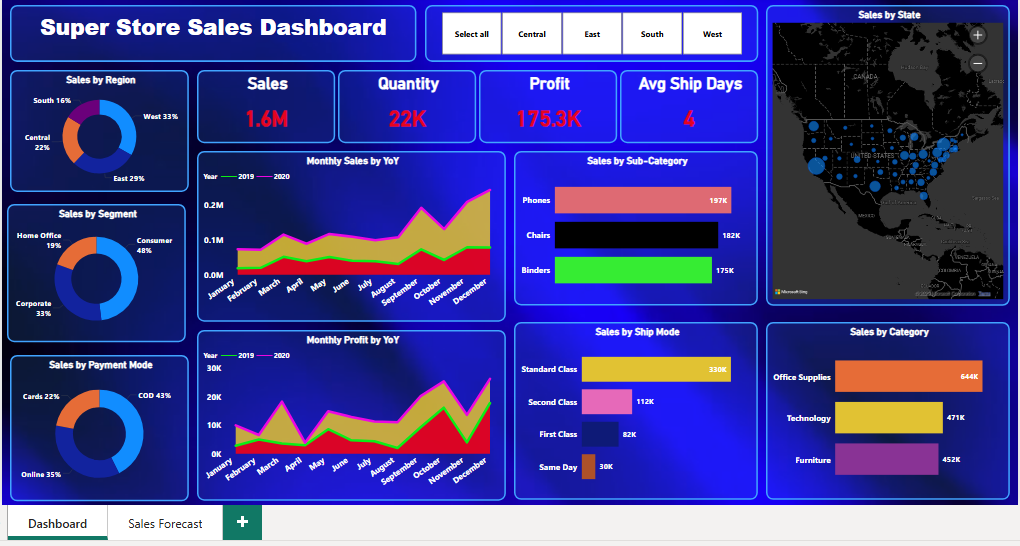 Super Store Sales Dashboard
Select all
Central
East
South
West
Sales by State
CANADA
UNITED STATES
MEXICO
VENEZUELA
COLOMBIA
Microsoft Bing
Terms
Sales by Region
South 16%
West 33%
Central
22%
East 29%
Sales
1.6M
Quantity
22K
Profit
175.3K
Avg Ship Days
4
Monthly Sales by YoY
Year 2019 2020
0.2M
0.1M
0.0M
January
February
March
April
May
June
July
August
September
October
November
December
Sales by Sub-Category
Phones
197K
Chairs
182K
Binders
175K
Sales by Segment
Home Office
19%
Consumer
48%
Corporate
33%
Monthly Profit by YoY
Year 2019 2020
30K
20K
10K
0K
January
February
March
April
May
June
July
August
September
October
November
December
Sales by Ship Mode
Standard Class
330K
Second Class
112K
First Class
82K
Same Day
30K
Sales by Category
Office Supplies
644K
Technology
471K
Furniture
452K
Sales by Payment Mode
Cards 22%
COD 43%
Online 35%
Dashboard
Sales Forecast